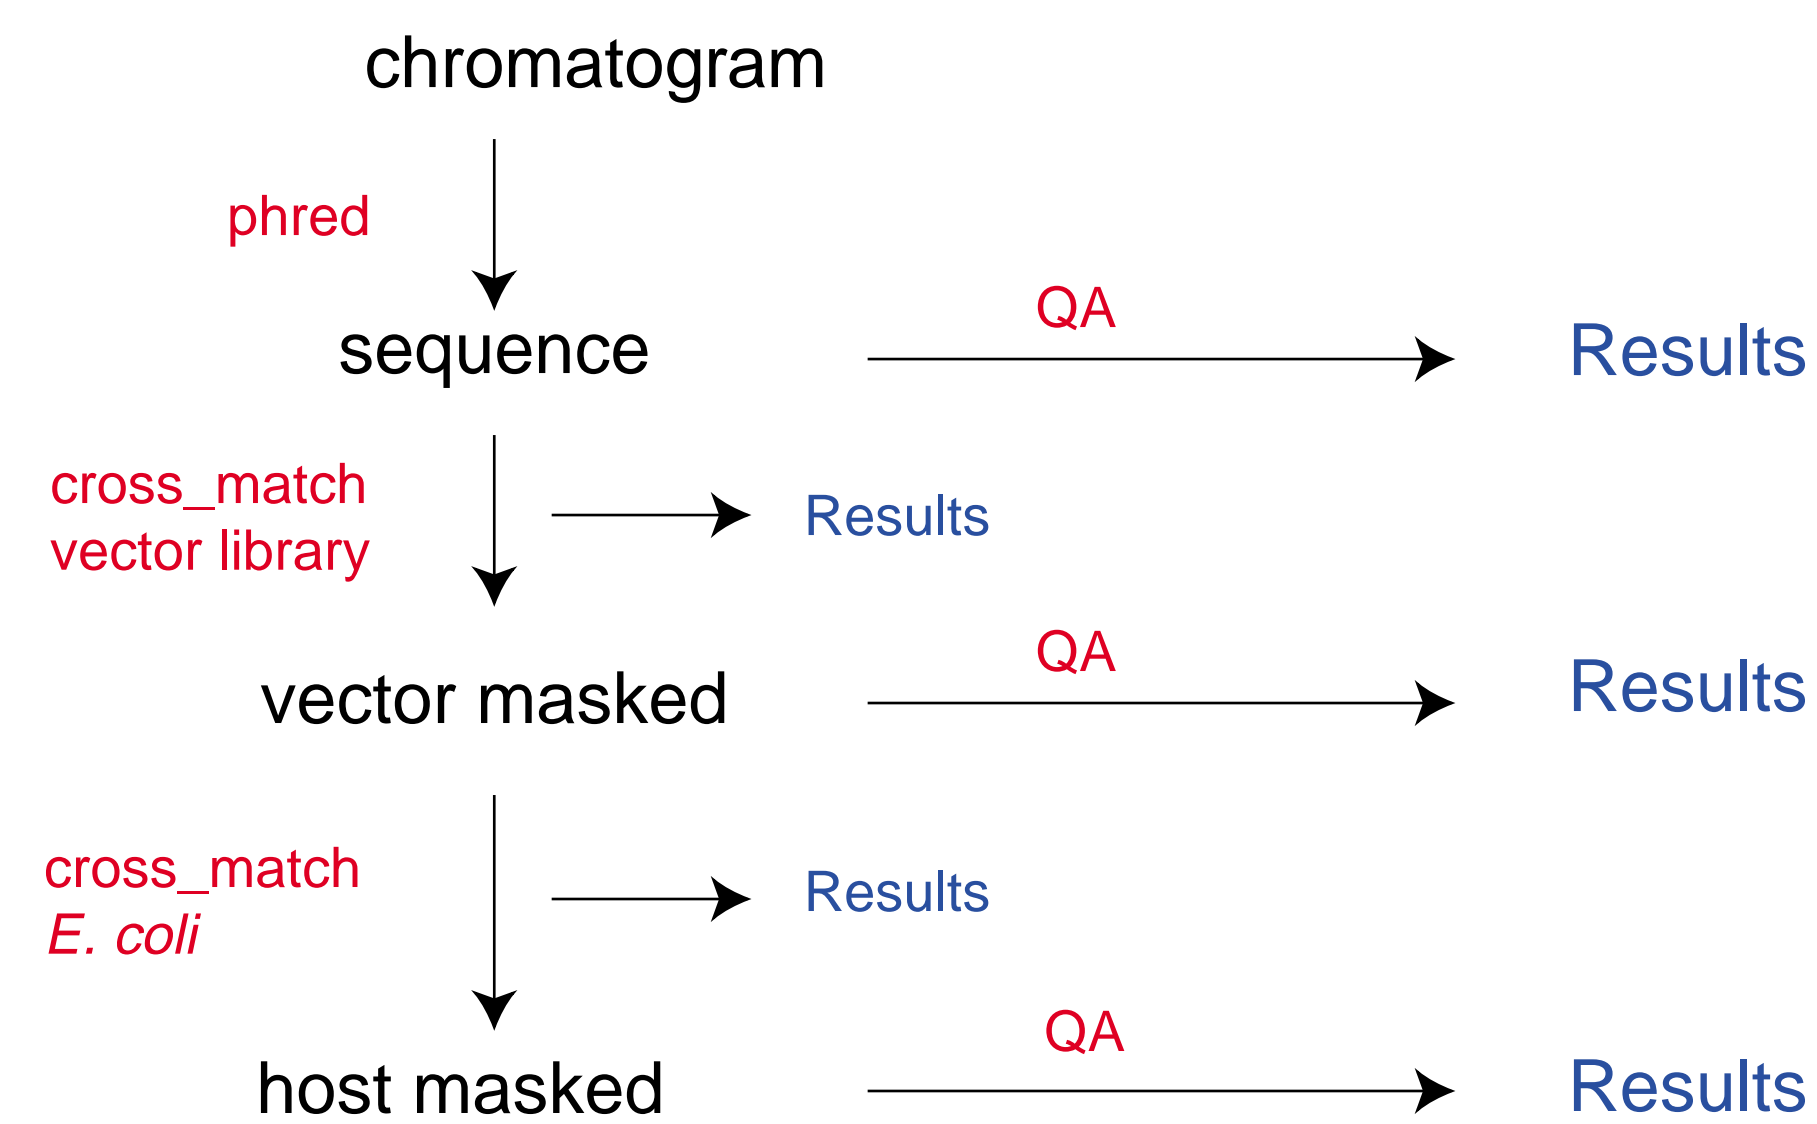 chromatogram
phred
QA
sequence
Results
cross_match
vector library
Results
QA
vector masked
Results
cross_match
E. coli
Results
QA
host masked
Results